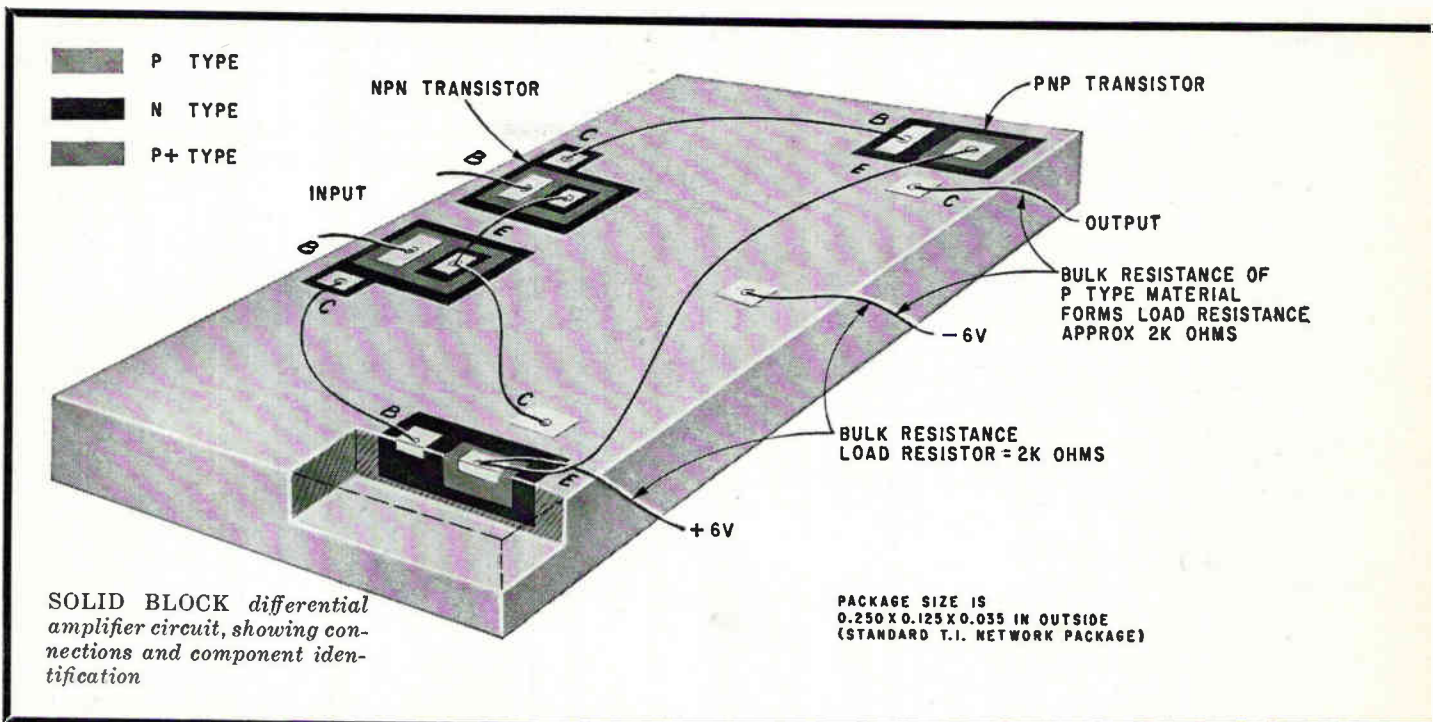 P TYPE
N TYPE
P+ TYPE
NPN TRANSISTOR
PNP TRANSISTOR
INPUT
B
C
B
E
B
C
B
E
C
OUTPUT
BULK RESISTANCE OF
P TYPE MATERIAL
FORMS LOAD RESISTANCE
APPROX 2K OHMS
-6V
C
B
E
BULK RESISTANCE
LOAD RESISTOR = 2K OHMS
+6V
SOLID BLOCK differential
amplifier circuit, showing con-
nections and component iden-
tification
PACKAGE SIZE IS
0.250 X 0.125 X 0.035 IN OUTSIDE
(STANDARD T.I. NETWORK PACKAGE)